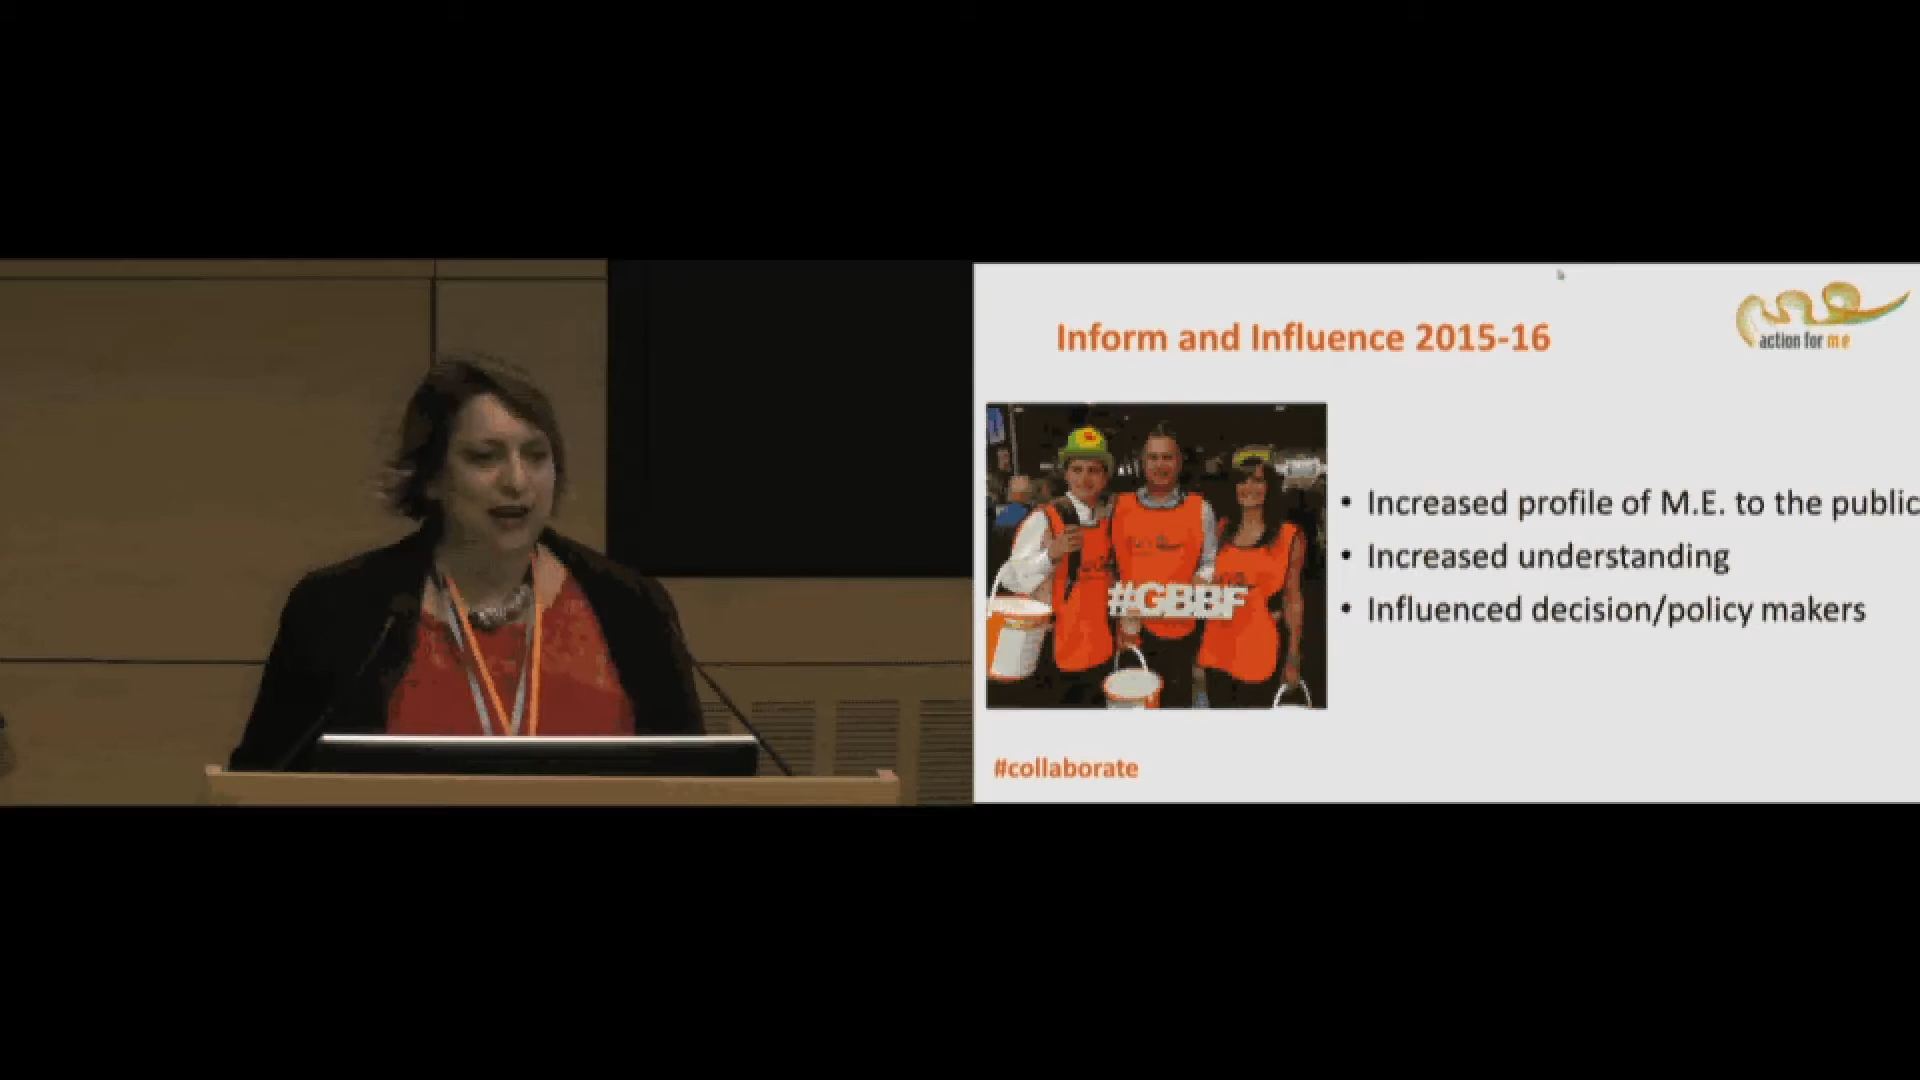 Inform and Influence 2015-16
action for m e
#GBBF
• Increased profile of M.E. to the public
• Increased understanding
• Influenced decision/policy makers
#collaborate